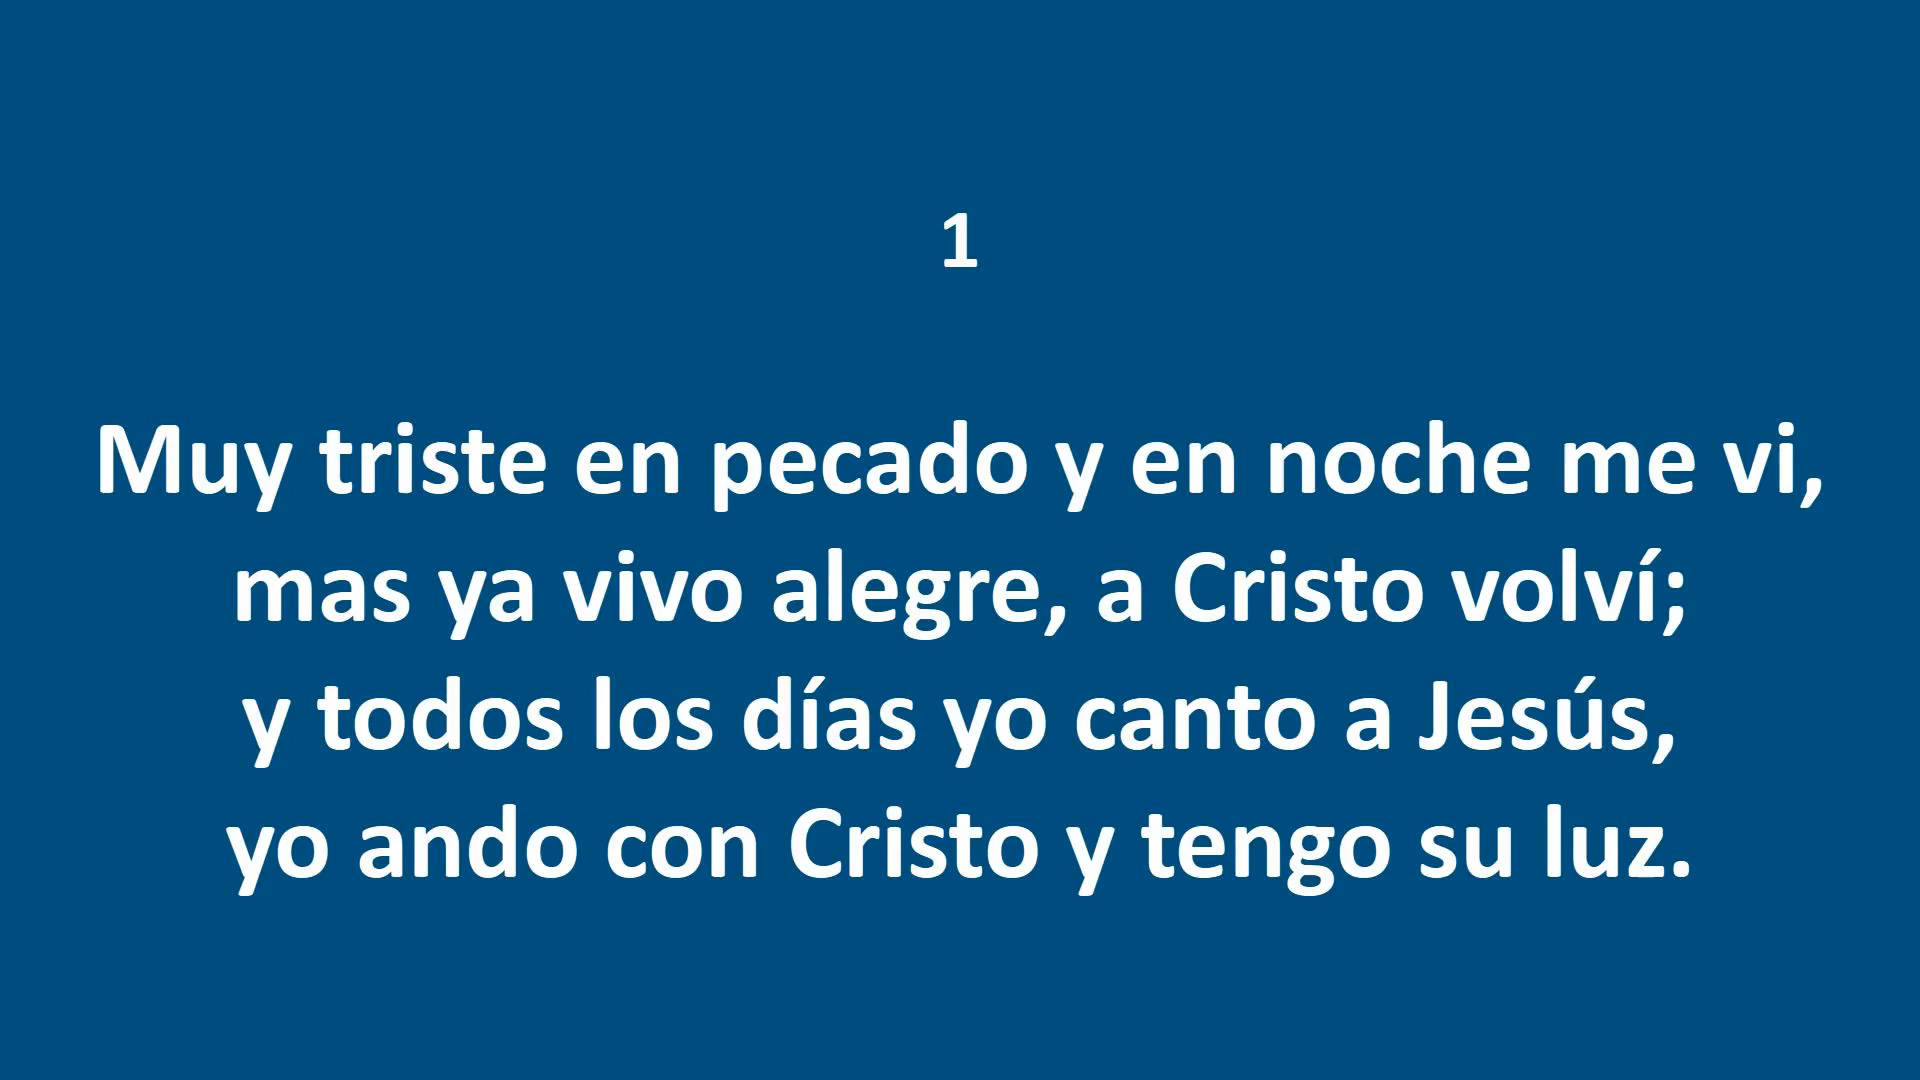 1
Muy triste en pecado y en noche me vi,
mas ya vivo alegre, a Cristo volví;
y todos los días yo canto a Jesús,
yo ando con Cristo y tengo su luz.